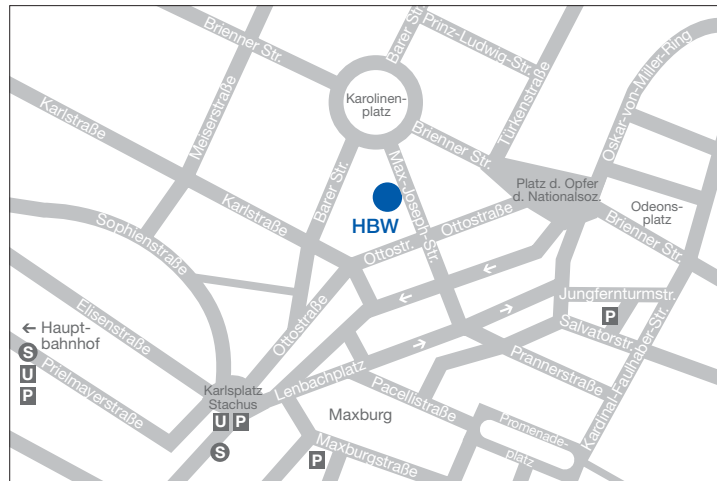 Brienner Str.
Barer Str.
Prinz-Ludwig-Str.
Oskar-von-Miller-Ring
Karolinen-
platz
Türkenstraße
Karlstraße
Meiserstraße
Brienner Str.
Max-Joseph-Str.
Barer Str.
Platz d. Opfer
d. Nationalsoz.
Odeons-
platz
HBW
Sophienstraße
Karlstraße
Ottostraße
Ottostr.
Brienner Str.
←
Elisenstraße
← Haupt-
bahnhof
S
U
P
Ottostraße
←
→
Jungfernturmstr.
P
Salvatorstr.
Prielmayerstraße
→
Prannerstraße
Kardinal-Faulhaber-Str.
Karlsplatz
Stachus
U P
S
Lenbachplatz
Pacellistraße
Maxburg
Promenade-
platz
Maxburgstraße
P